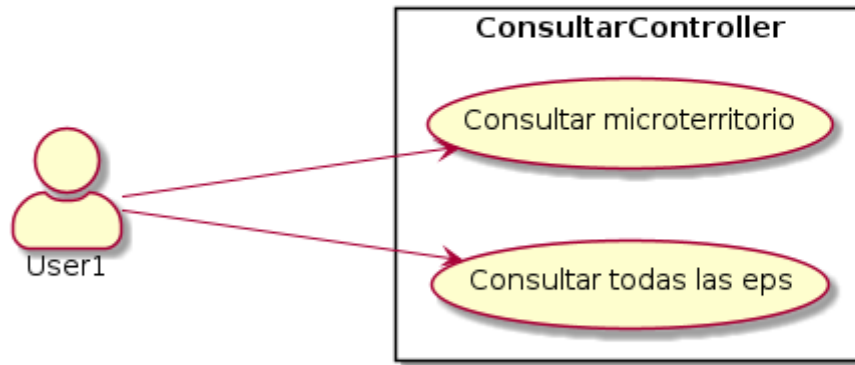 ConsultarController
Consultar microterritorio
User1
Consultar todas las eps